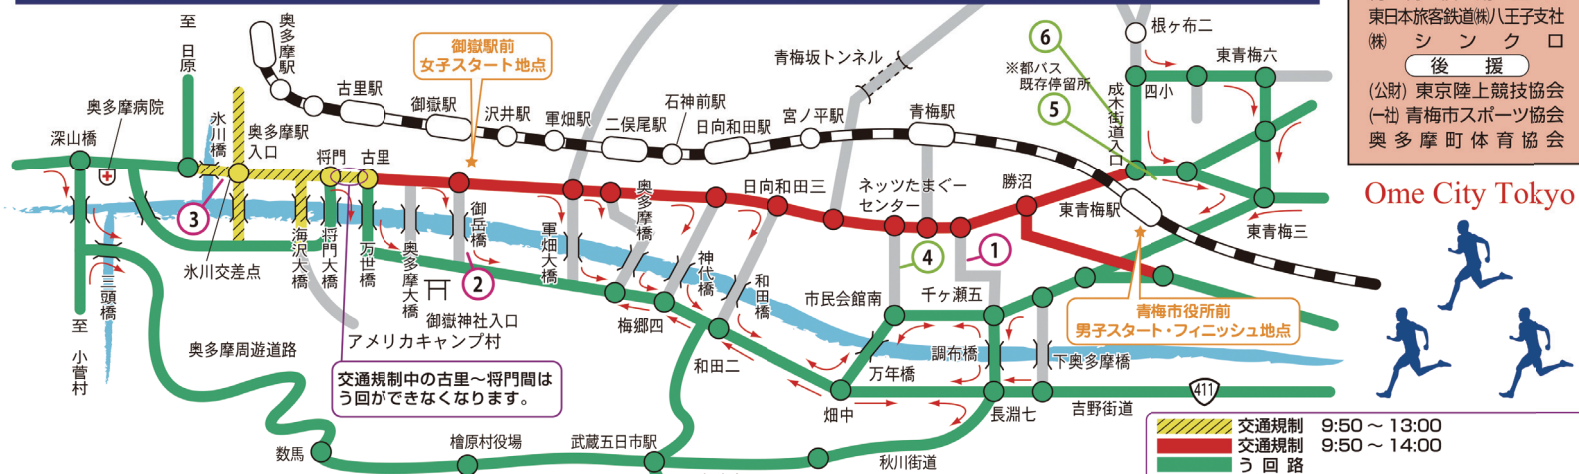 至
日原
奥多摩駅
御嶽駅前
女子スタート地点
古里駅
御嶽駅
沢井駅
軍畑駅
二俣尾駅
石神前駅
日向和田駅
宮ノ平駅
青梅坂トンネル
青梅駅
6
※都バス
既存停留所
5
根ヶ布二
東青梅六
四小
成木街道入口
東日本旅客鉄道㈱八王子支社
㈱ シンクロ
後援
(公財) 東京陸上競技協会
(一社) 青梅市スポーツ協会
奥多摩町体育協会
Ome City Tokyo
奥多摩病院
深山橋
氷川橋
奥多摩駅
入口
将門
古里
3
氷川交差点
海沢大橋
将門大橋
万世橋
奥多摩大橋
御岳橋
2
御嶽神社入口
軍畑大橋
奥多摩橋
神代橋
和田橋
日向和田三
ネッツたまぐー
センター
勝沼
東青梅駅
東青梅三
4
1
市民会館南
千ヶ瀬五
青梅市役所前
男子スタート・フィニッシュ地点
三頭橋
至
小菅村
アメリカキャンプ村
梅郷四
和田二
奥多摩周遊道路
交通規制中の古里～将門間は
う回ができなくなります。
調布橋
下奥多摩橋
万年橋
畑中
長淵七
吉野街道
411
数馬
檜原村役場
武蔵五日市駅
秋川街道
交通規制 9:50～13:00
交通規制 9:50～14:00
う回路